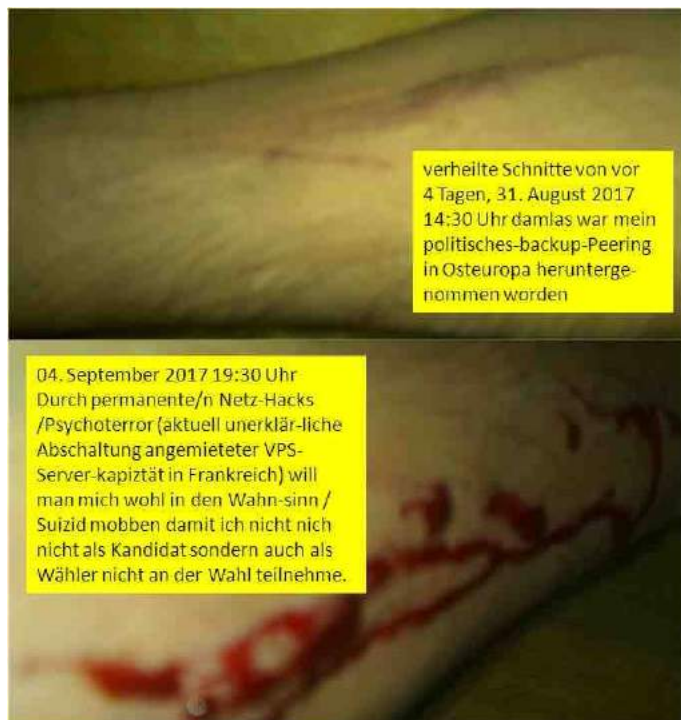 verheilte Schnitte von vor
4 Tagen, 31. August 2017
14:30 Uhr damlas war mein
politisches-backup-Peering
in Osteuropa herunterge-
nommen worden
04. September 2017 19:30 Uhr
Durch permanente/n Netz-Hacks
/Psychoterror (aktuell unerklär-liche
Abschaltung angemieteter VPS-
Server-kapiztät in Frankreich) will
man mich wohl in den Wahn-sinn /
Suizid mobben damit ich nicht nich
nicht als Kandidat sondern auch als
Wähler nicht an der Wahl teilnehme.